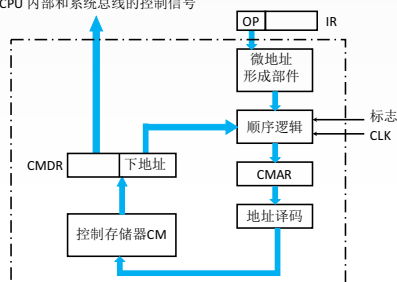 CPU 内部和系统总线的控制信号
OP IR
微地址
形成部件
顺序逻辑
标志
CLK
CMDR 下地址
CMAR
地址译码
控制存储器CM